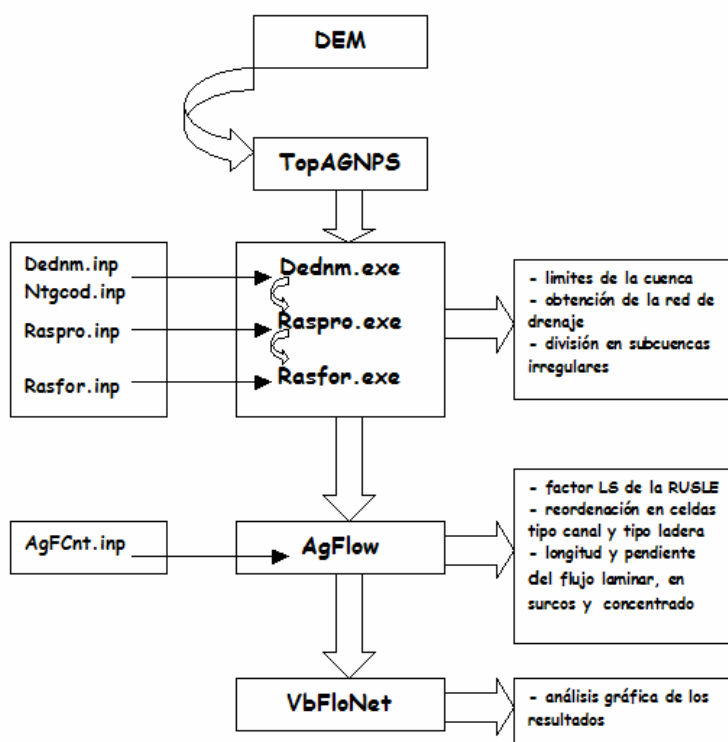 DEM
TopAGNPS
Dednm.inp
Ntgcod.inp
Raspro.inp
Rasfor.inp
Dednm.exe
Raspro.exe
Rasfor.exe
- limites de la cuenca
- obtención de la red de
drenaje
- división en subcuencas
irregulares
AgFCnt.inp
AgFlow
- factor LS de la RUSLE
- reordenación en celdas
tipo canal y tipo ladera
- longitud y pendiente
del flujo laminar, en
surcos y concentrado
VbFloNet
- análisis gráfica de los
resultados